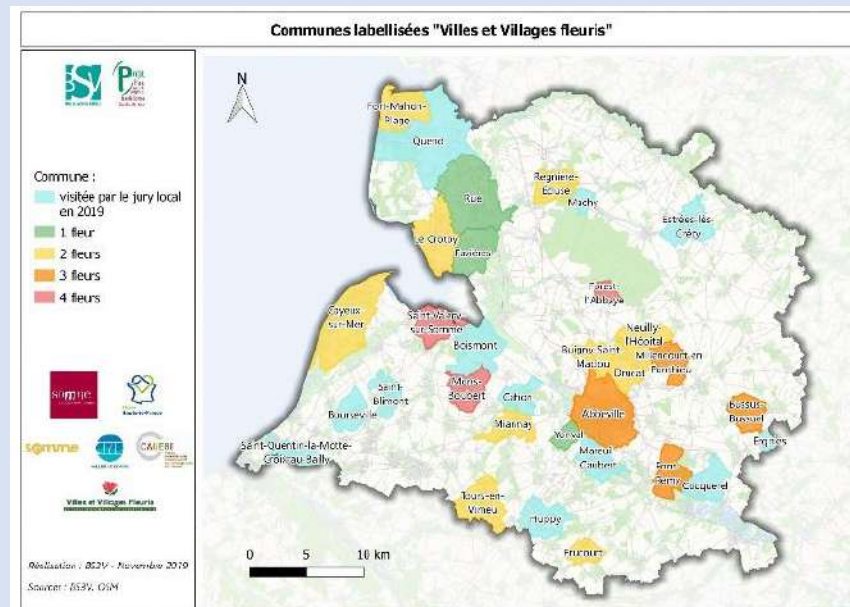 Communes labellisées "Villes et Villages fleuris"
N
Commune :
visitée par le jury local
en 2019
1 fleur
2 fleurs
3 fleurs
4 fleurs
Fort-Mahon-
Plage
Quend
Rue
Regnière-
Écluse
Machy
Estrées-lès-
Crécy
Le Crotoy
Favières
Forest-
l'Abbaye
Cayeux-
sur-Mer
Saint-Valery
sur-Somme
Boismont
Neuilly-
l'Hôpital
Buigny-Saint
Maclou
Millencourt-en
Ponthieu
Drucat
Saint-
Blimont
Mons-
Boubert
Cahon
Abbeville
Bussus-
Bussuel
Bourseville
Miannay
Yonval
Ergnies
Saint-Quentin-la-Motte-
Croix-au-Bailly
Mareuil
Caubert
Pont
Remy
Cocquerel
Tours-en-
Vimeu
Huppy
Frucourt
0 5 10 km
somme
somme
Villes et Villages Fleuris
Réalisation : BS3V - Novembre 2019
Sources : BS3V, OSM